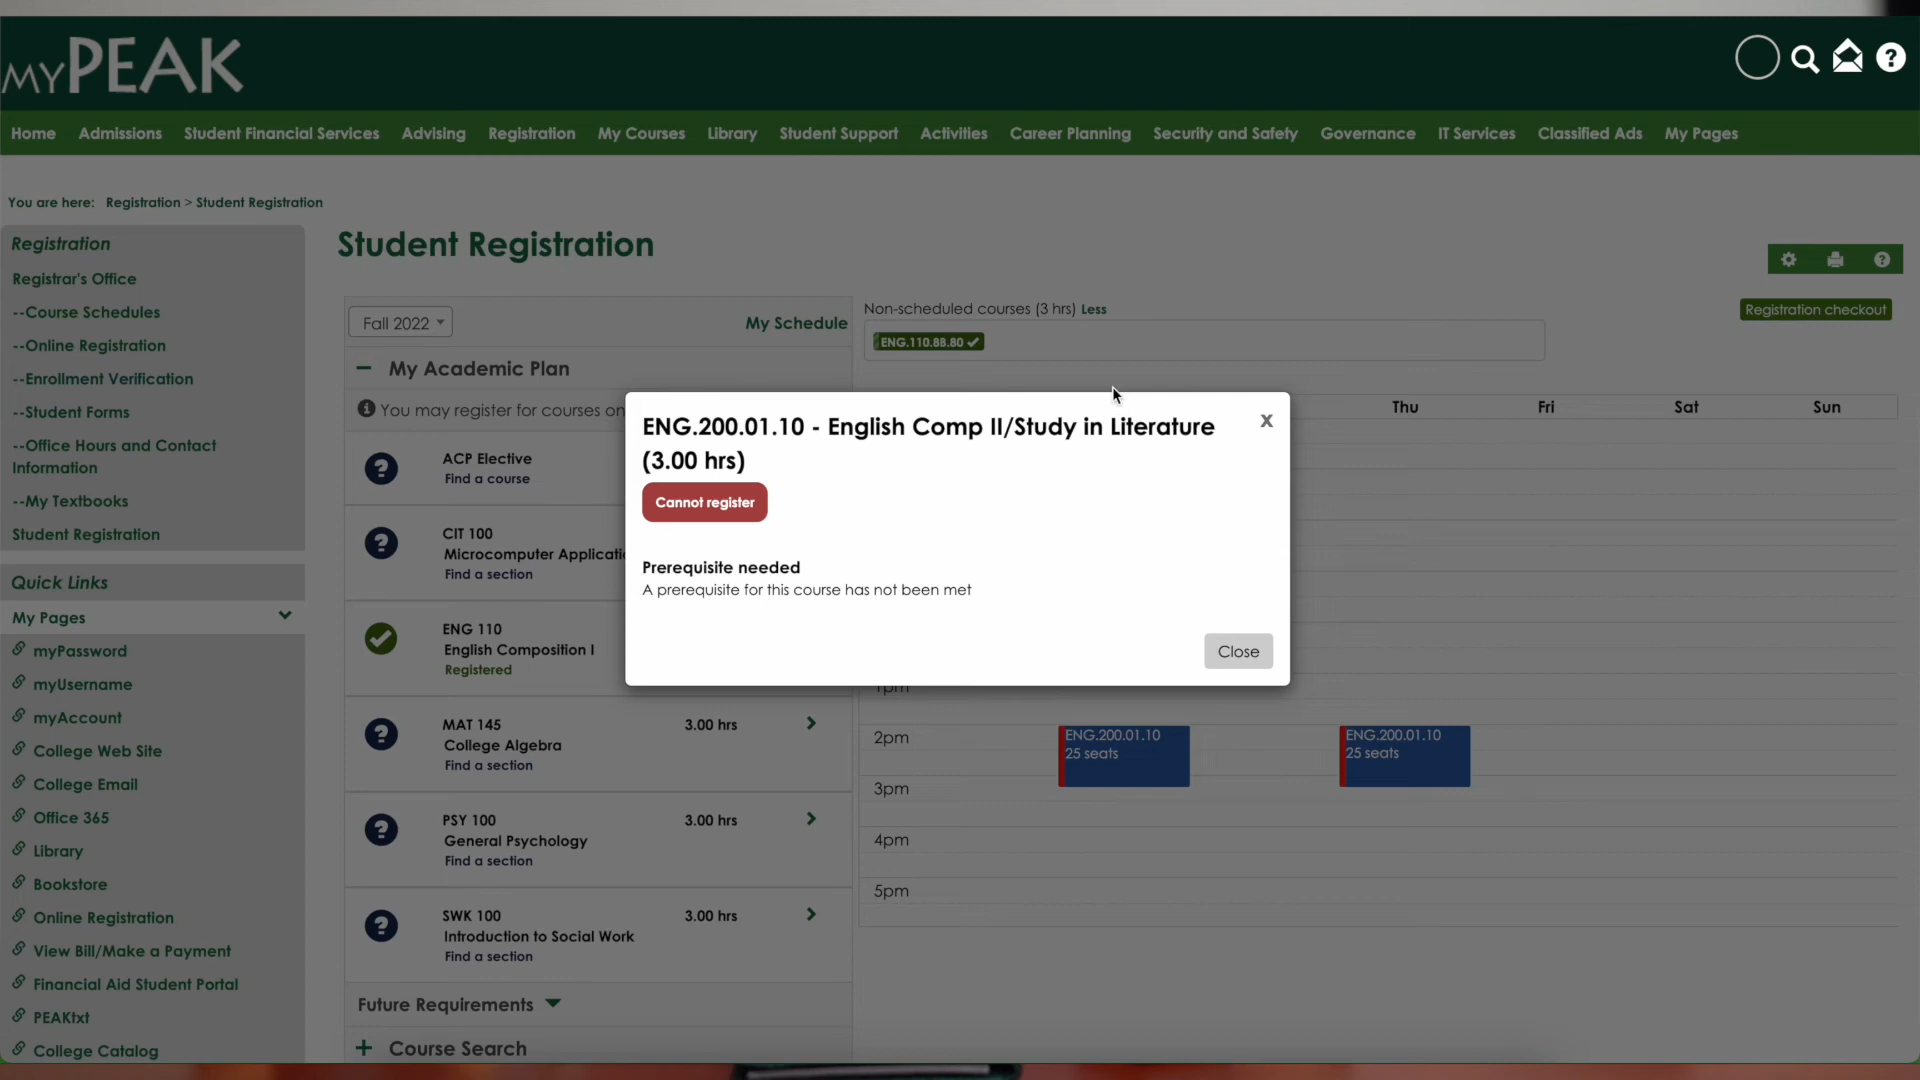 myPEAK
Home Admissions Student Financial Services Advising Registration My Courses Library Student Support Activities Career Planning Security and Safety Governance IT Services Classified Ads My Pages
You are here: Registration > Student Registration
Registration
Registrar's Office
--Course Schedules
--Online Registration
--Enrollment Verification
--Student Forms
--Office Hours and Contact
Information
--My Textbooks
Student Registration
Quick Links
My Pages
myPassword
myUsername
myAccount
College Web Site
College Email
Office 365
Library
Bookstore
Online Registration
View Bill/Make a Payment
Financial Aid Student Portal
PEAKtxt
College Catalog
Student Registration
Fall 2022
My Schedule
My Academic Plan
You may register for courses on
ACP Elective
Find a course
CIT 100
Microcomputer Applicati
Find a section
ENG 110
English Composition I
Registered
MAT 145 3.00 hrs
College Algebra
Find a section
PSY 100 3.00 hrs
General Psychology
Find a section
SWK 100 3.00 hrs
Introduction to Social Work
Find a section
Future Requirements
+ Course Search
Non-scheduled courses (3 hrs) Less
Registration checkout
ENG.110.88.80
Thu Fri Sat Sun
ENG.200.01.10 - English Comp II/Study in Literature
(3.00 hrs)
X
Cannot register
Prerequisite needed
A prerequisite for this course has not been met
Close
1pm
2pm
ENG.200.01.10
25 seats
ENG.200.01.10
25 seats
3pm
4pm
5pm